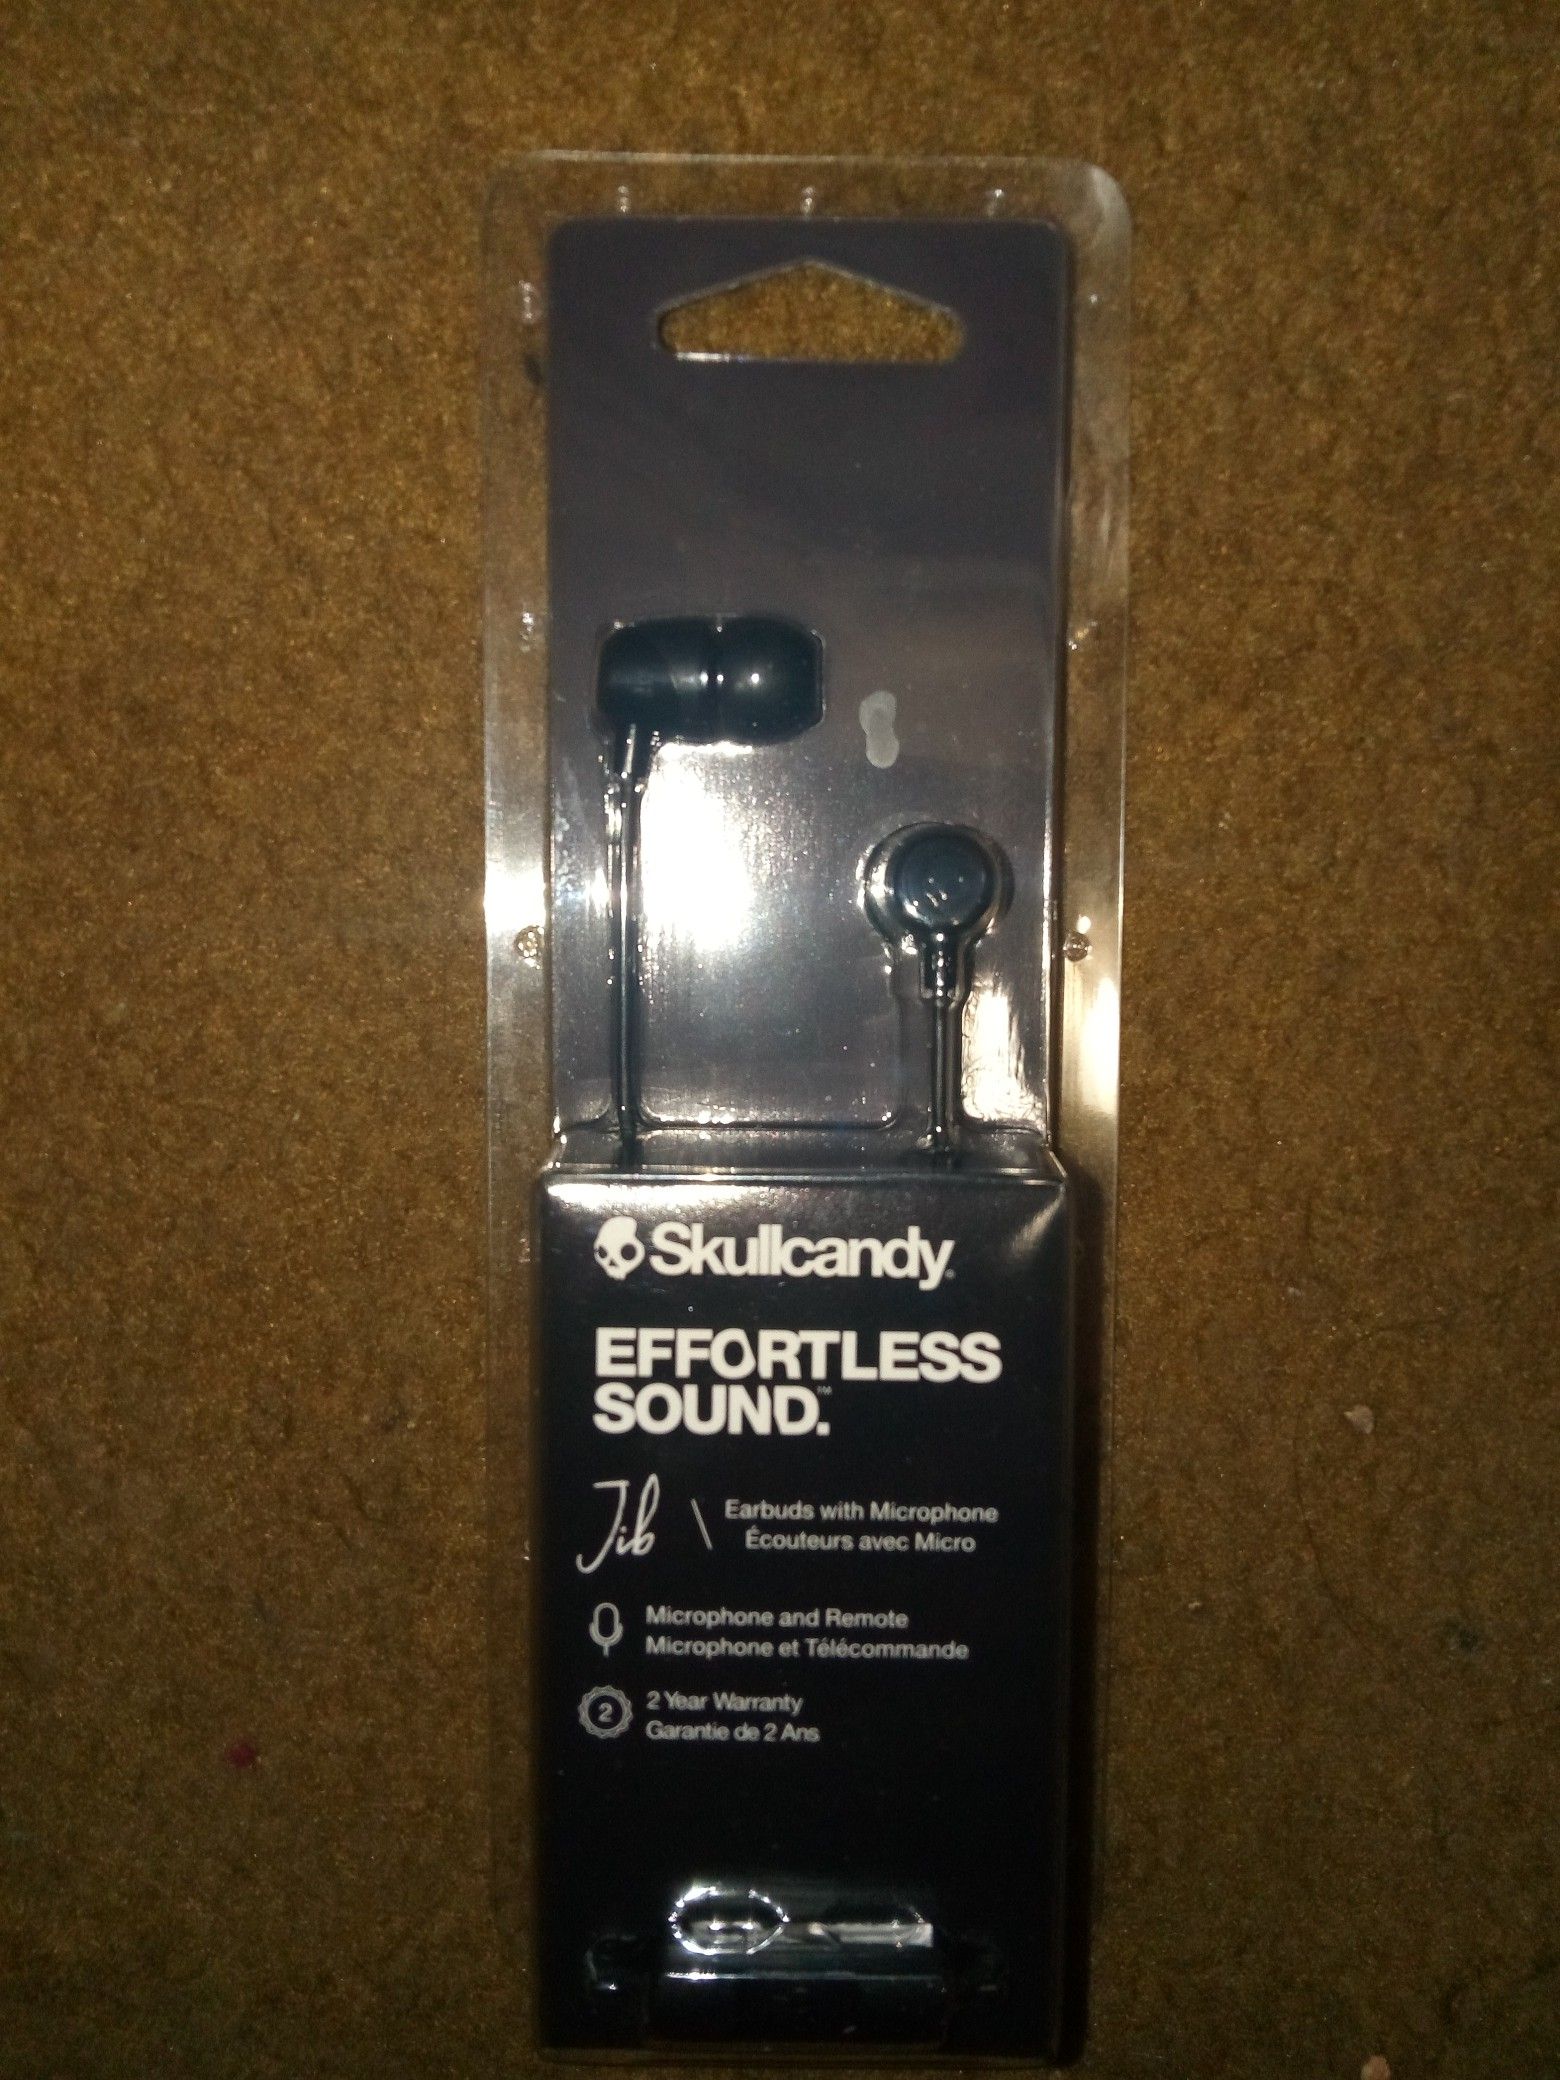 Skullcandy®
EFFORTLESS
SOUND.™
Jib \ Earbuds with Microphone
Écouteurs avec Micro
Microphone and Remote
Microphone et Télécommande
2
2 Year Warranty
Garantie de 2 Ans